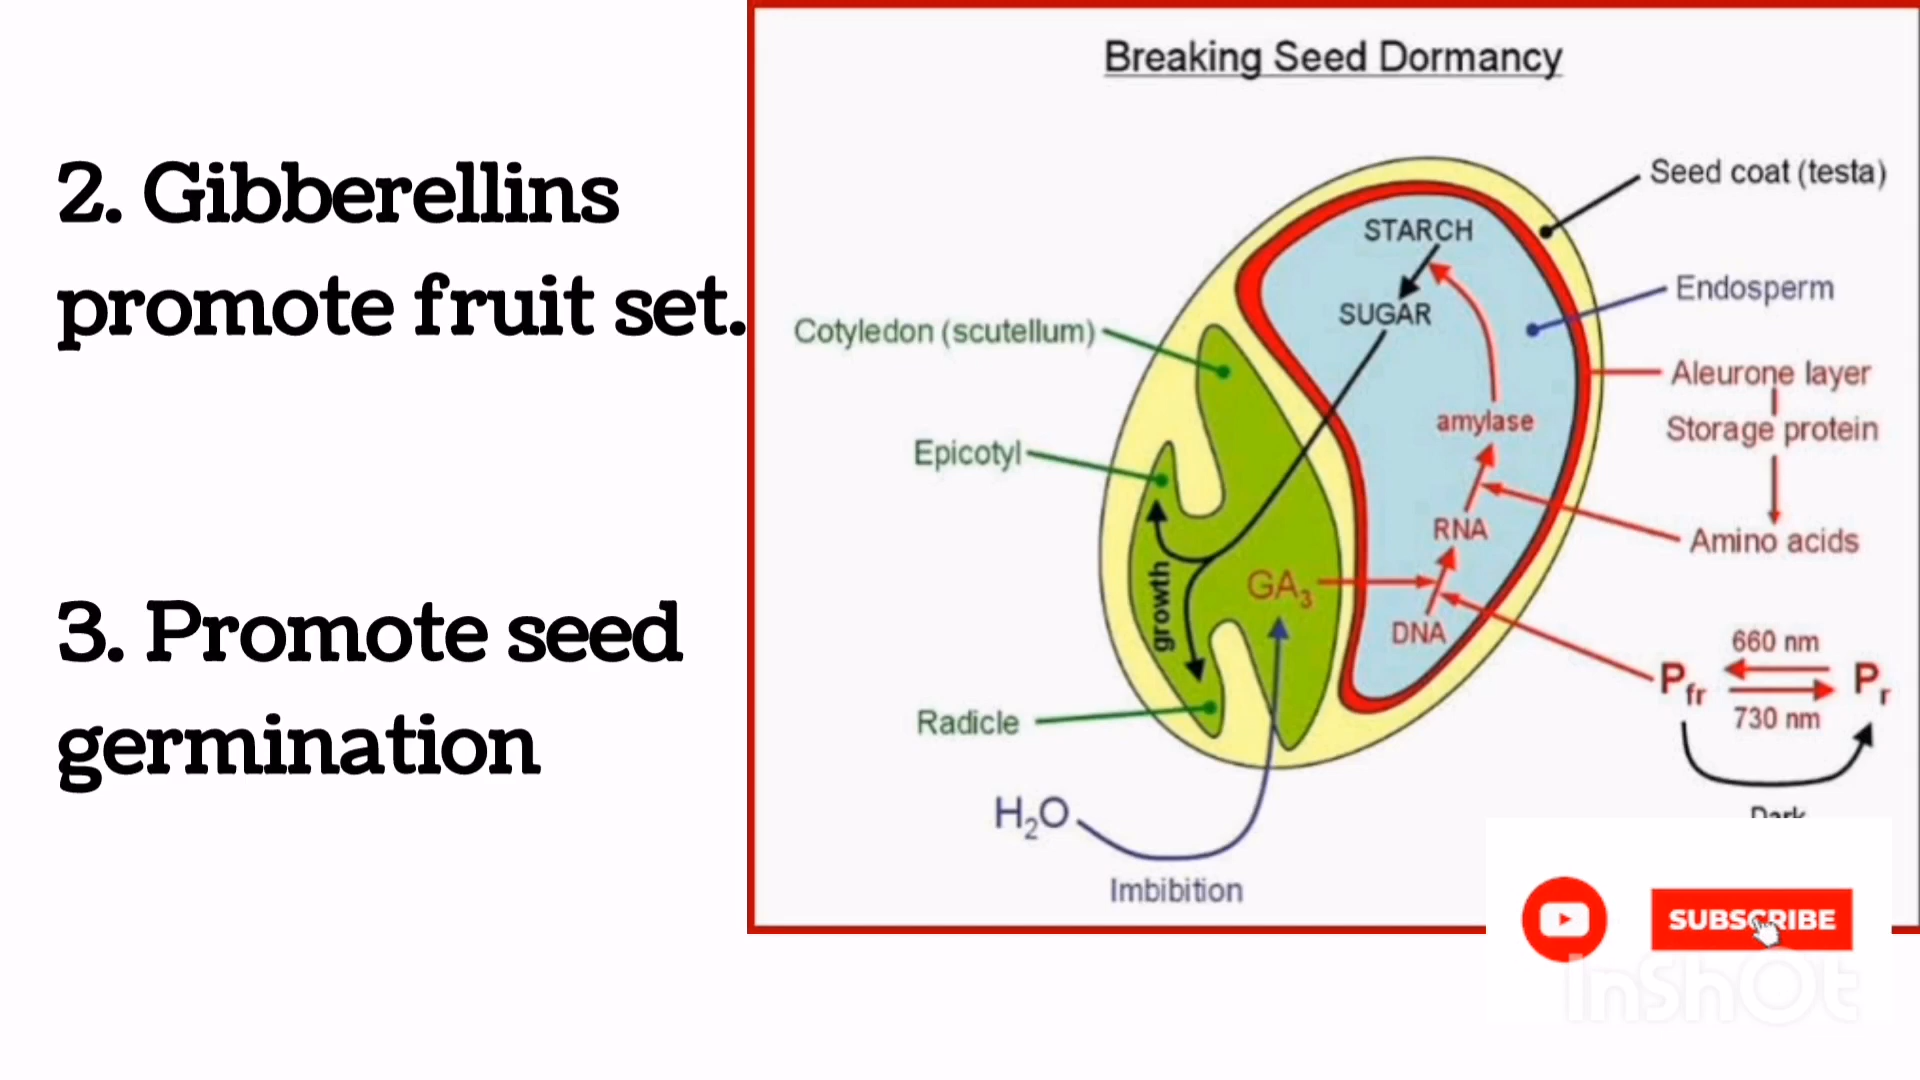 2. Gibberellins
promote fruit set.
3. Promote seed
germination
Breaking Seed Dormancy
Seed coat (testa)
STARCH
Endosperm
SUGAR
Cotyledon (scutellum)
Aleurone layer
amylase
Storage protein
Epicotyl
RNA
Amino acids
growth
GA3
DNA
660 nm
Pfr
Pr
730 nm
Radicle
H2O
Dark
Imbibition
SUBSCRIBE
InShOt